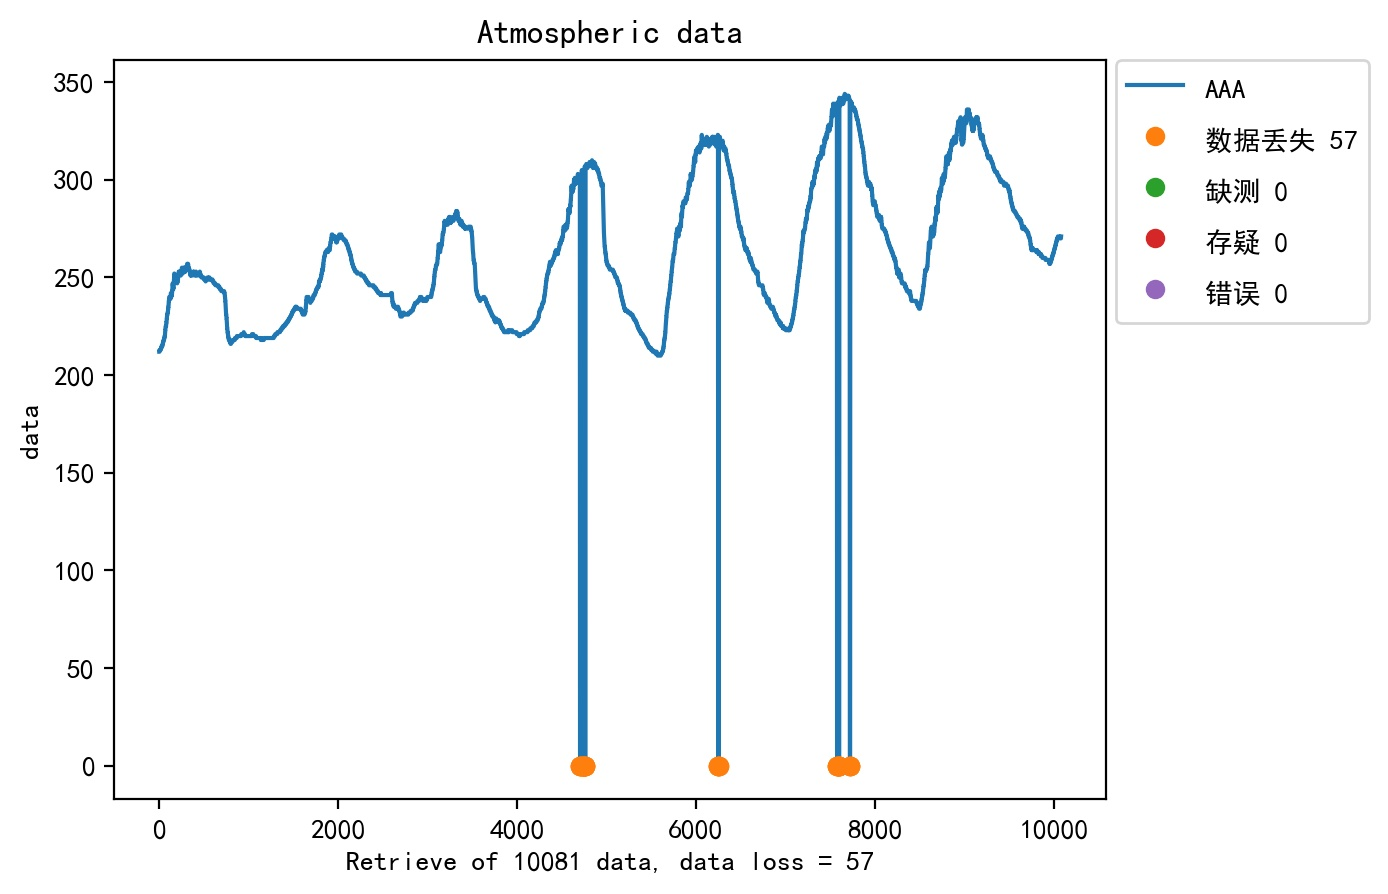 Atmospheric data
350
300
250
200
150
100
50
0
data
0 2000 4000 6000 8000 10000
Retrieve of 10081 data, data loss = 57
AAA
数据丢失 57
缺测 0
存疑 0
错误 0